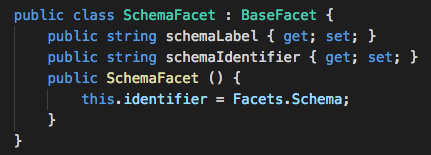 public class SchemaFacet : BaseFacet {
    public string schemaLabel { get; set; }
    public string schemaIdentifier { get; set; }
    public SchemaFacet () {
        this.identifier = Facets.Schema;
    }
}